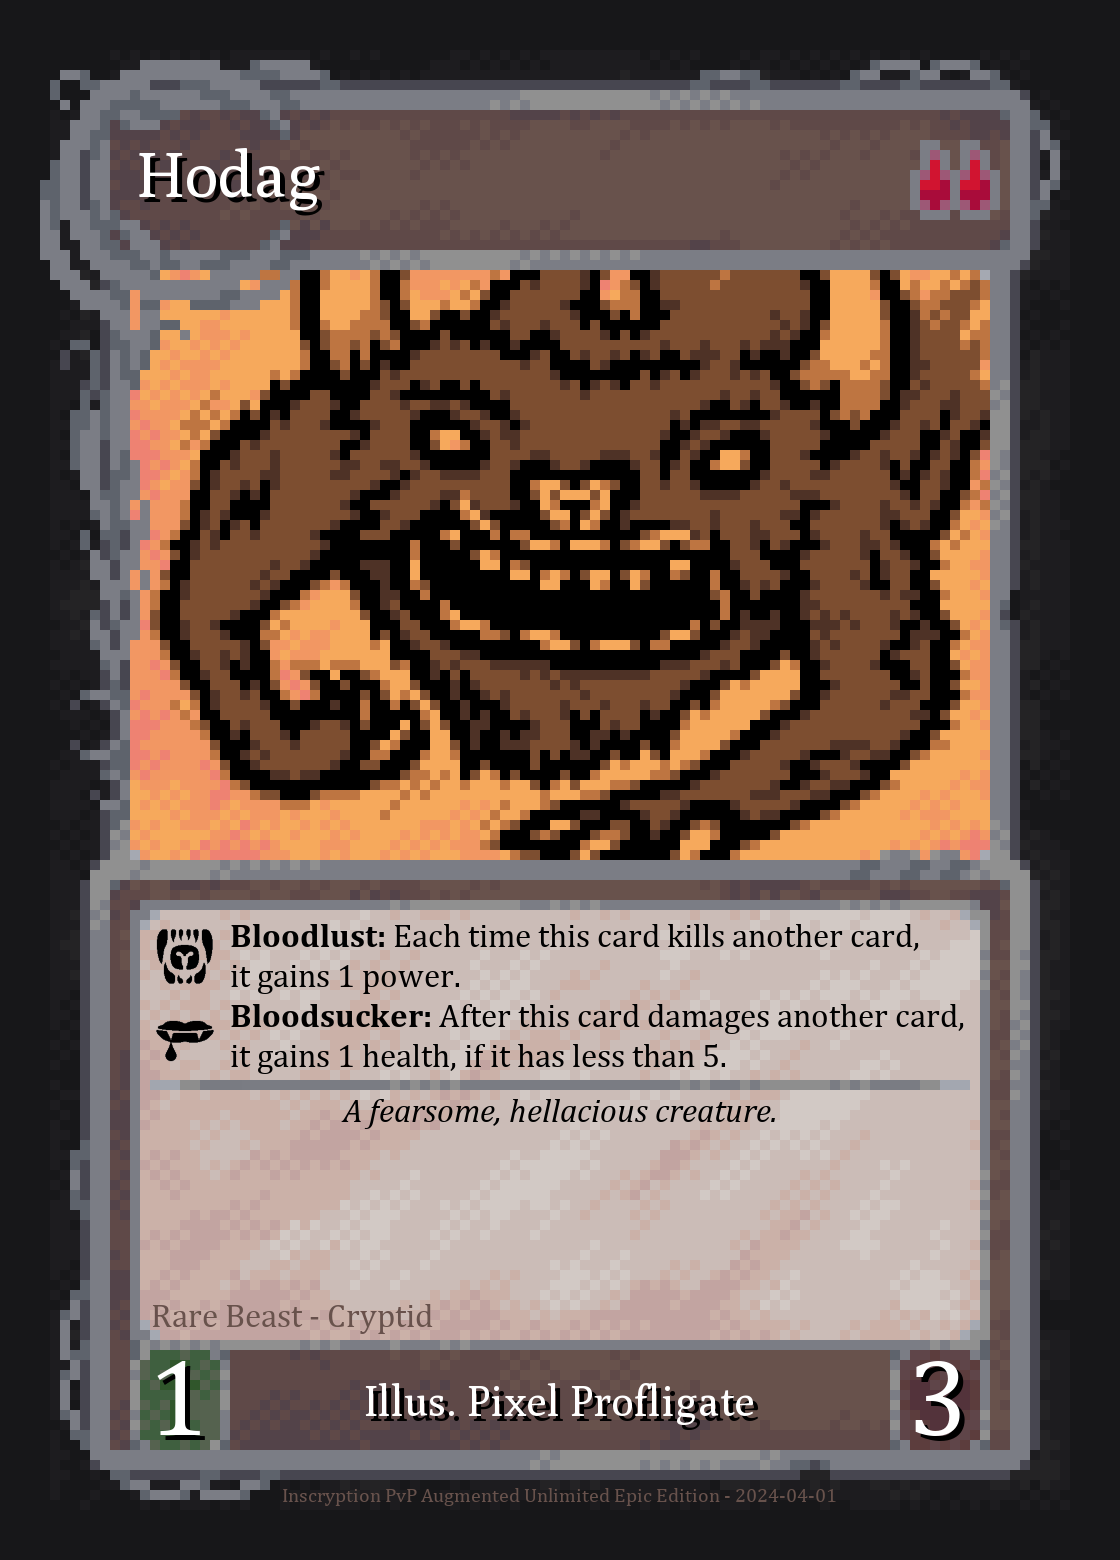 Hodag
Bloodlust: Each time this card kills another card,
it gains 1 power.
Bloodsucker: After this card damages another card,
it gains 1 health, if it has less than 5.
A fearsome, hellacious creature.
Rare Beast - Cryptid
1
Illus. Pixel Profligate
3
Inscryption PvP Augmented Unlimited Epic Edition - 2024-04-01